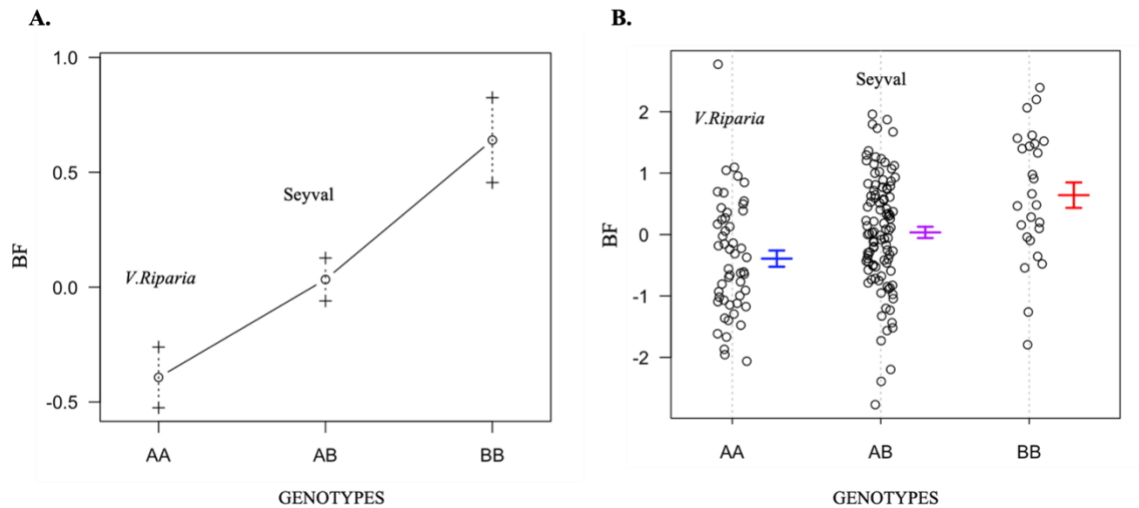 A.
1.0
0.5
0.0
-0.5
BF
V.Riparia
Seyval
AA AB BB
GENOTYPES
B.
2
1
0
-1
-2
BF
V.Riparia
Seyval
AA AB BB
GENOTYPES